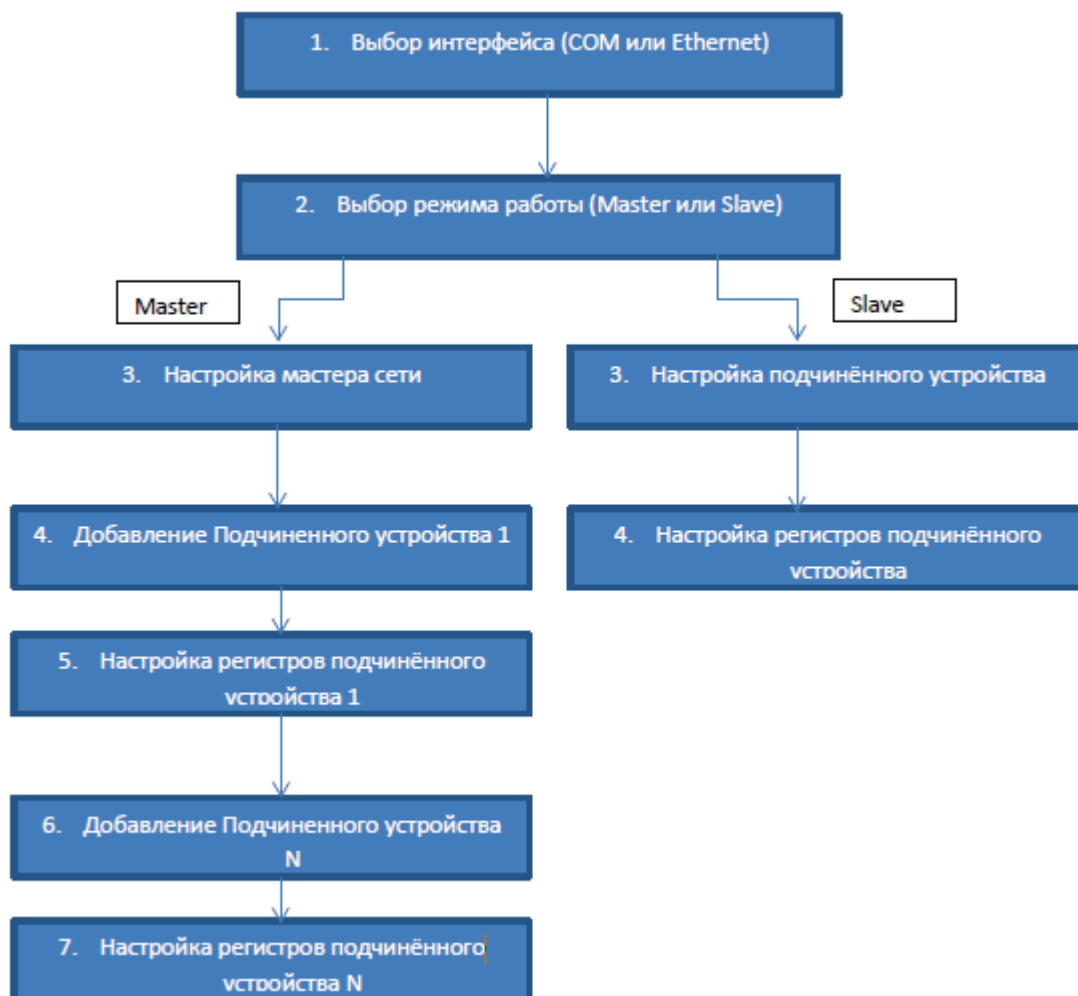 1. Выбор интерфейса (COM или Ethernet)
2. Выбор режима работы (Master или Slave)
Master
Slave
3. Настройка мастера сети
3. Настройка подчинённого устройства
4. Добавление Подчиненного устройства 1
4. Настройка регистров подчинённого
устройства
5. Настройка регистров подчинённого
устройства 1
6. Добавление Подчиненного устройства
N
7. Настройка регистров подчинённого
устройства N